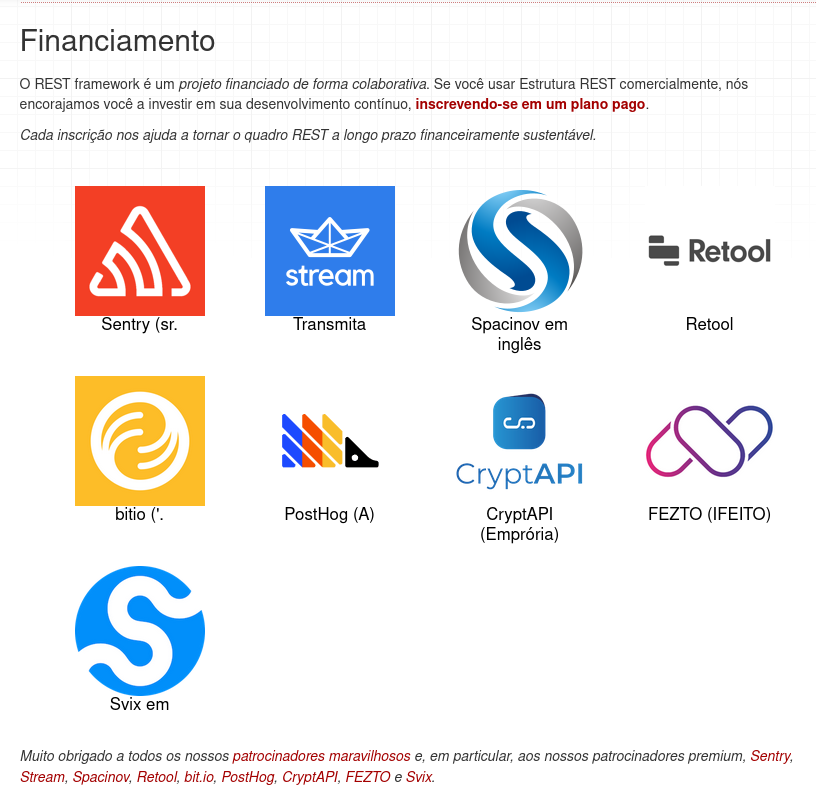 Financiamento
O REST framework é um projeto financiado de forma colaborativa. Se você usar Estrutura REST comercialmente, nós
encorajamos você a investir em sua desenvolvimento contínuo, inscrevendo-se em um plano pago.
Cada inscrição nos ajuda a tornar o quadro REST a longo prazo financeiramente sustentável.
stream
Retool
Sentry (sr.
Transmita
Spacinov em
inglês
Retool
CryptAPI
bitio ('.
PostHog (A)
CryptAPI
(Empróría)
FEZTO (IFEITO)
Svix em
Muito obrigado a todos os nossos patrocinadores maravilhosos e, em particular, aos nossos patrocinadores premium, Sentry,
Stream, Spacinov, Retool, bit.io, PostHog, CryptAPI, FEZTO e Svix.